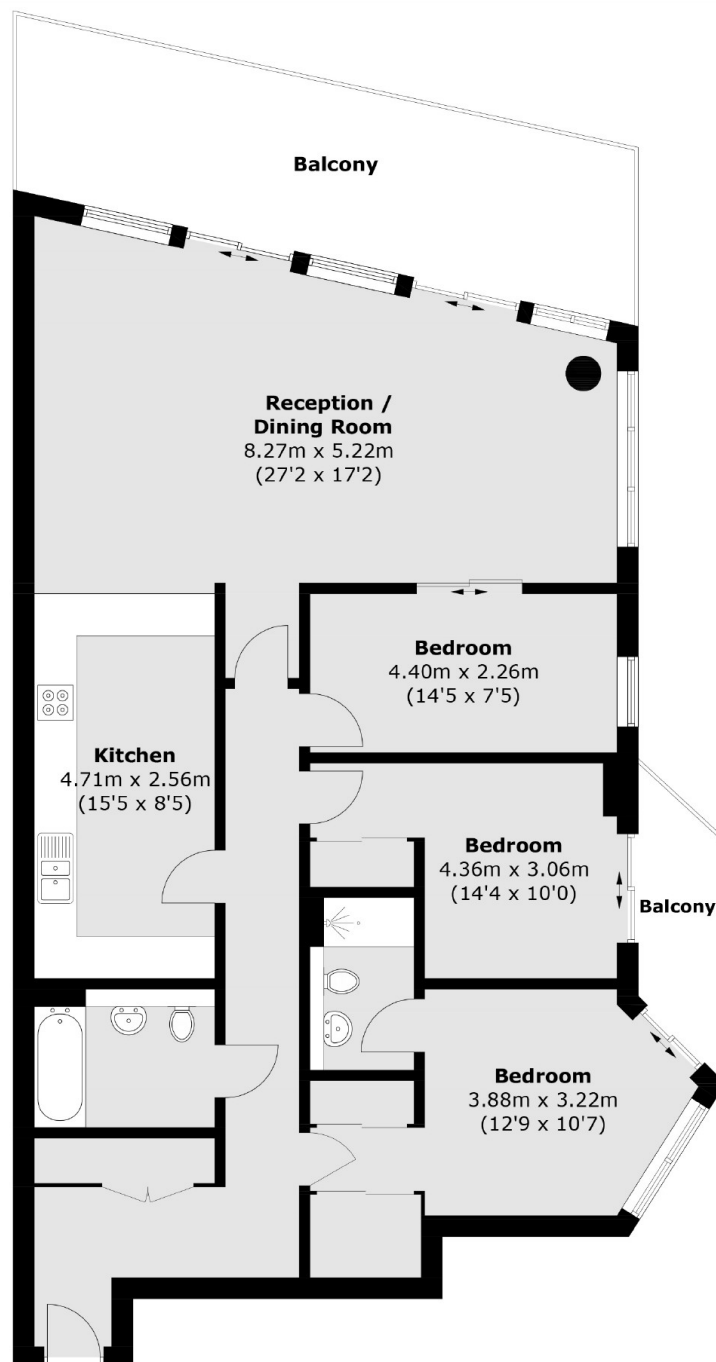 Balcony
Reception /
Dining Room
8.27m x 5.22m
(27'2 x 17'2)
Bedroom
4.40m x 2.26m
(14'5 x 7'5)
Kitchen
4.71m x 2.56m
(15'5 x 8'5)
Bedroom
4.36m x 3.06m
(14'4 x 10'0)
Balcony
Bedroom
3.88m x 3.22m
(12'9 x 10'7)